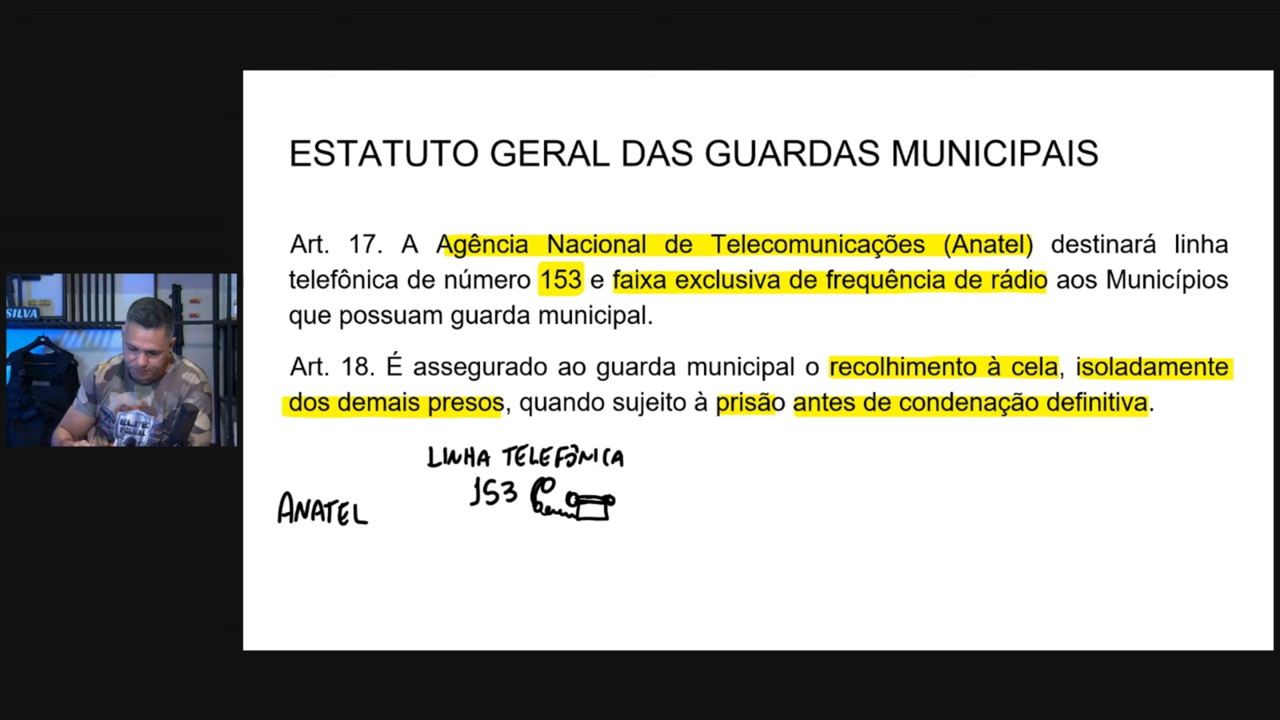 ESTATUTO GERAL DAS GUARDAS MUNICIPAIS
Art. 17. A Agência Nacional de Telecomunicações (Anatel) destinará linha
telefônica de número 153 e faixa exclusiva de frequência de rádio aos Municípios
que possuam guarda municipal.
Art. 18. É assegurado ao guarda municipal o recolhimento à cela, isoladamente
dos demais presos, quando sujeito à prisão antes de condenação definitiva.
SILVA
LINHA TELEFÔNICA
153
ANATEL